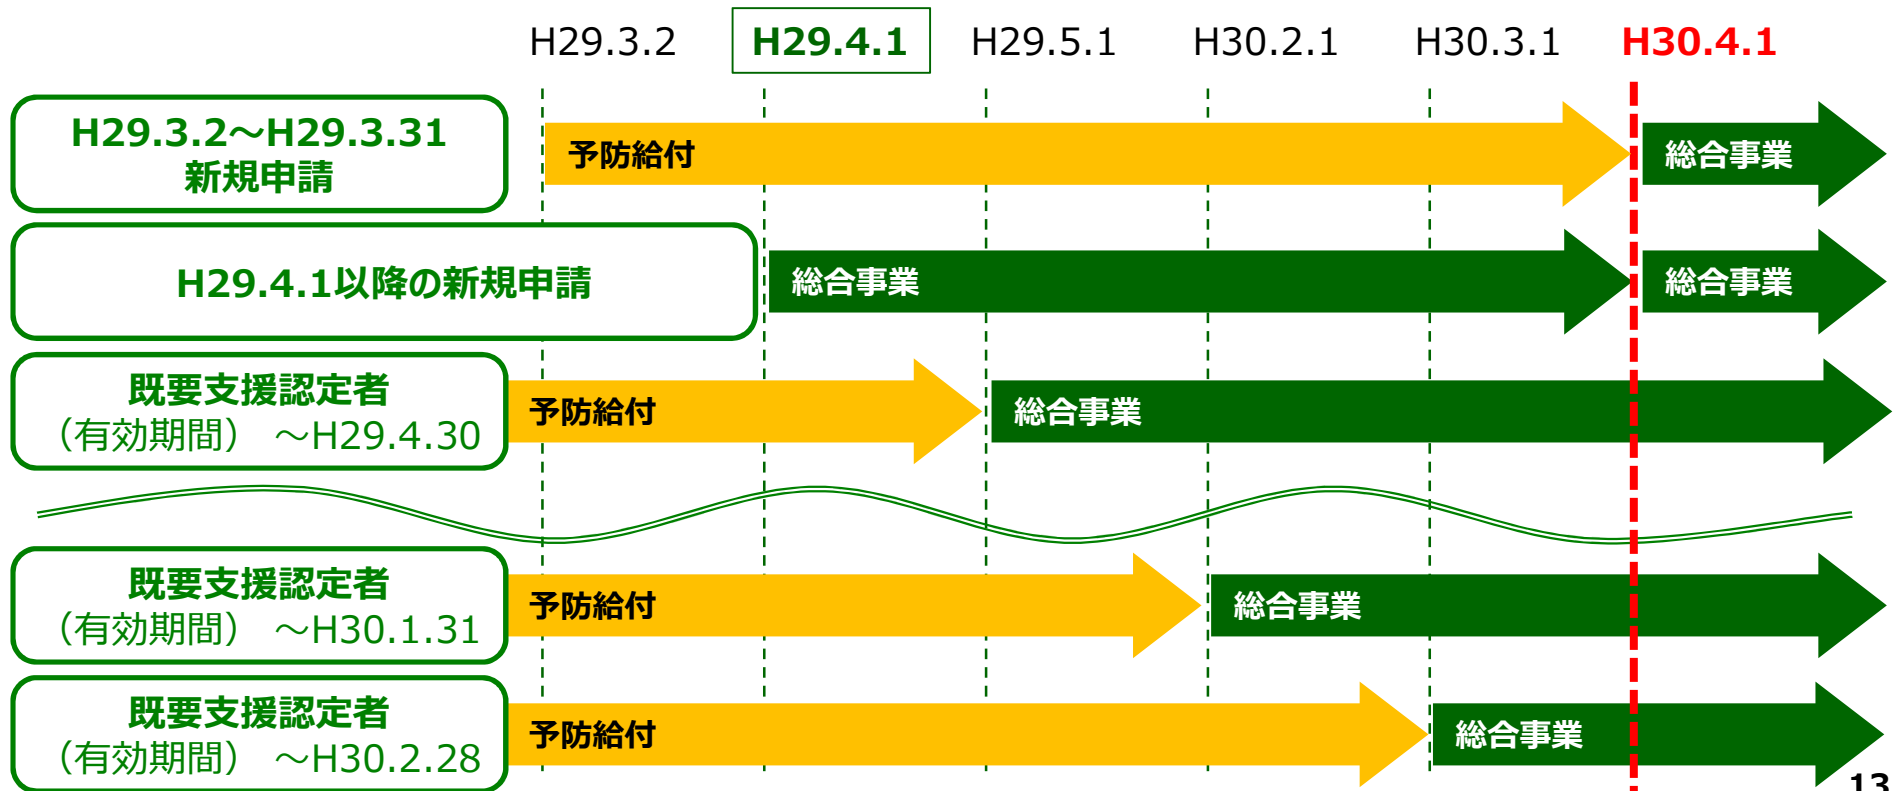 H29.3.2 H29.4.1 H29.5.1 H30.2.1 H30.3.1 H30.4.1
H29.3.2～H29.3.31
新規申請
予防給付 総合事業
H29.4.1以降の新規申請 総合事業 総合事業
既要支援認定者
（有効期間） ～H29.4.30
予防給付 総合事業
既要支援認定者
（有効期間） ～H30.1.31
予防給付 総合事業
既要支援認定者
（有効期間） ～H30.2.28
予防給付 総合事業
13